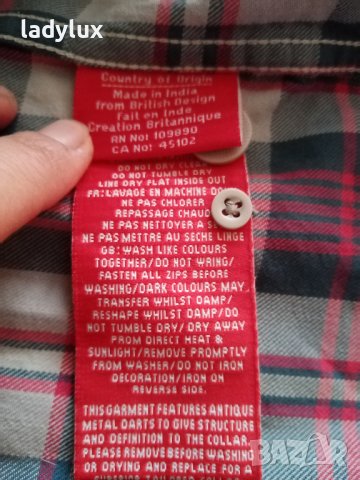 ladylux
Country of Origin
Made in India
from British Design
fait en Inde
Creation Britannique
RN No: 109890
CA No: 45102
DO NOT DRY CLEAN
DO NOT TUMBLE DRY
LINE DRY FLAT INSIDE OUT
FR: LAVAGE EN MACHINE DOU
NE PAS CHLORER
REPASSAGE CHAUD
NE PAS NETTOYER A SE
NE PAS METTRE AU SECHE LINGE
GB: WASH LIKE COLOURS
TOGETHER/DO NOT WRING/
FASTEN ALL ZIPS BEFORE
WASHING/DARK COLOURS MAY
TRANSFER WHILST DAMP/
RESHAPE WHILST DAMP/DO
NOT TUMBLE DRY/DRY AWAY
FROM DIRECT HEAT &
SUNLIGHT/REMOVE PROMPTLY
FROM WASHER/DO NOT IRON
DECORATION/IRON ON
REVERSE SIDE.
THIS GARMENT FEATURES ANTIQUE
METAL DARTS TO GIVE STRUCTURE
AND DEFINITION TO THE COLLAR.
PLEASE REMOVE BEFORE WASHING
OR DRYING AND REPLACE FOR A
SUPERIOR TAILORED COLLAR
bazar